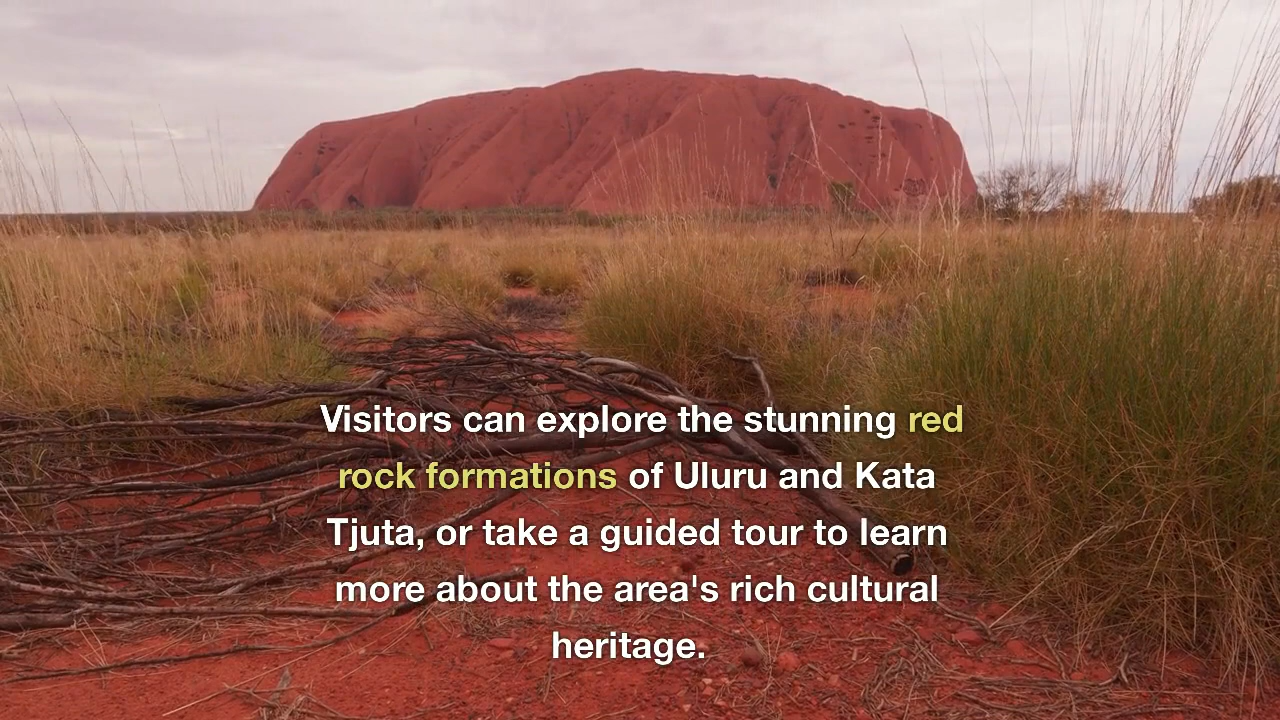 Visitors can explore the stunning red
rock formations of Uluru and Kata
Tjuta, or take a guided tour to learn
more about the area's rich cultural
heritage.